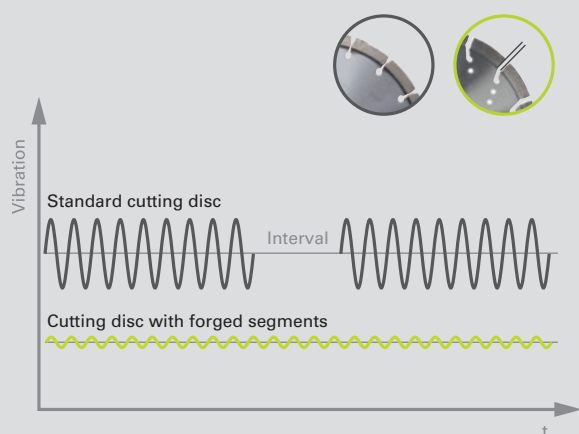 Vibration
Standard cutting disc
Interval
Cutting disc with forged segments
t